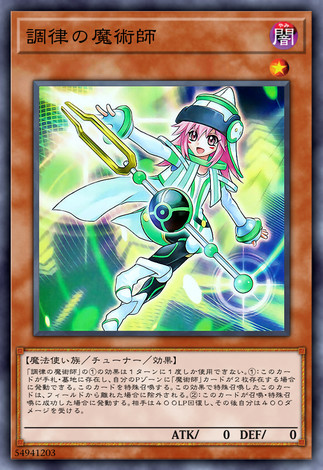 調律の魔術師
やみ
闇
【魔法使い族／チューナー／効果】
「調律の魔術師」の①の効果は１ターンに１度しか使用できない。①：このカー
ドが手札・墓地に存在し、自分のＰゾーンに「魔術師」カードが２枚存在する場合
に発動できる。このカードを特殊召喚する。この効果で特殊召喚したこのカー
ドは、フィールドから離れた場合に除外される。②：このカードが召喚・特殊召
喚に成功した場合に発動する。相手は４００ＬＰ回復し、その後自分は４００ダ
メージを受ける。
ATK/ 0 DEF/ 0
54941203